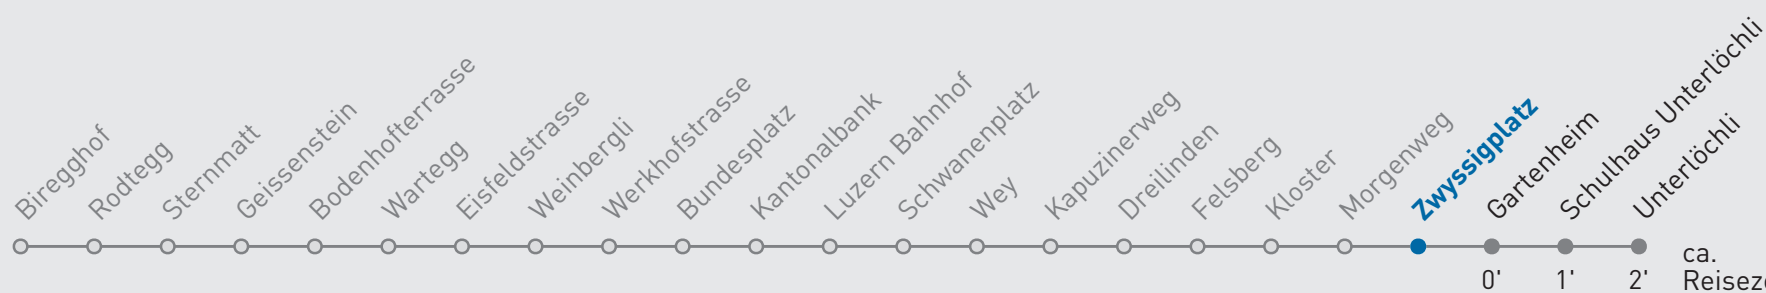 Biregghof
Rodtegg
Sternmatt
Geissenstein
Bodenhofterrasse
Wartegg
Eisfeldstrasse
Weinbergli
Werkhofstrasse
Bundesplatz
Kantonalbank
Luzern Bahnhof
Schwanenplatz
Wey
Kapuzinerweg
Dreilinden
Felsberg
Kloster
Morgenweg
Zwyssigplatz
Gartenheim
Schulhaus Unterlöchli
Unterlöchli
ca.
0' 1' 2'